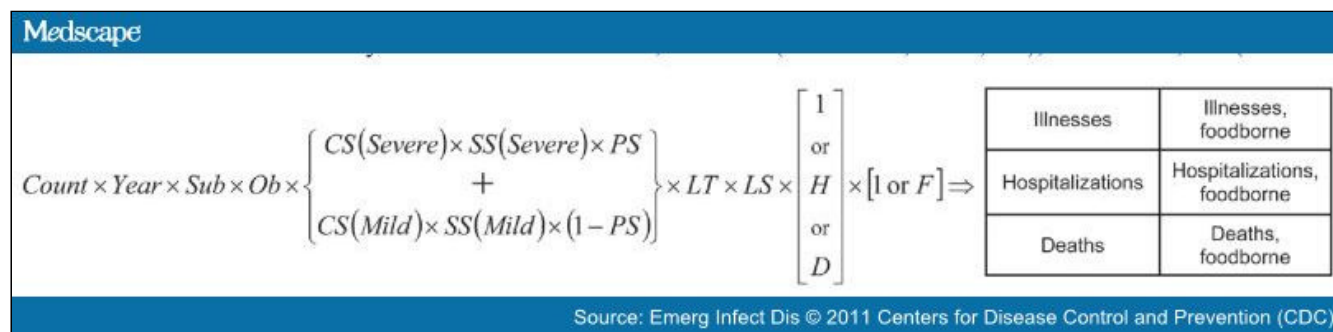 Medscape
CS(Severe)×SS(Severe)×PS
Count×Year×Sub×Ob×{ + }×LT×LS×[1 or H or D]×[1 or F]⇒
CS(Mild)×SS(Mild)×(1−PS)
Illnesses
Illnesses,
foodborne
Hospitalizations
Hospitalizations,
foodborne
Deaths
Deaths,
foodborne
Source: Emerg Infect Dis © 2011 Centers for Disease Control and Prevention (CDC)